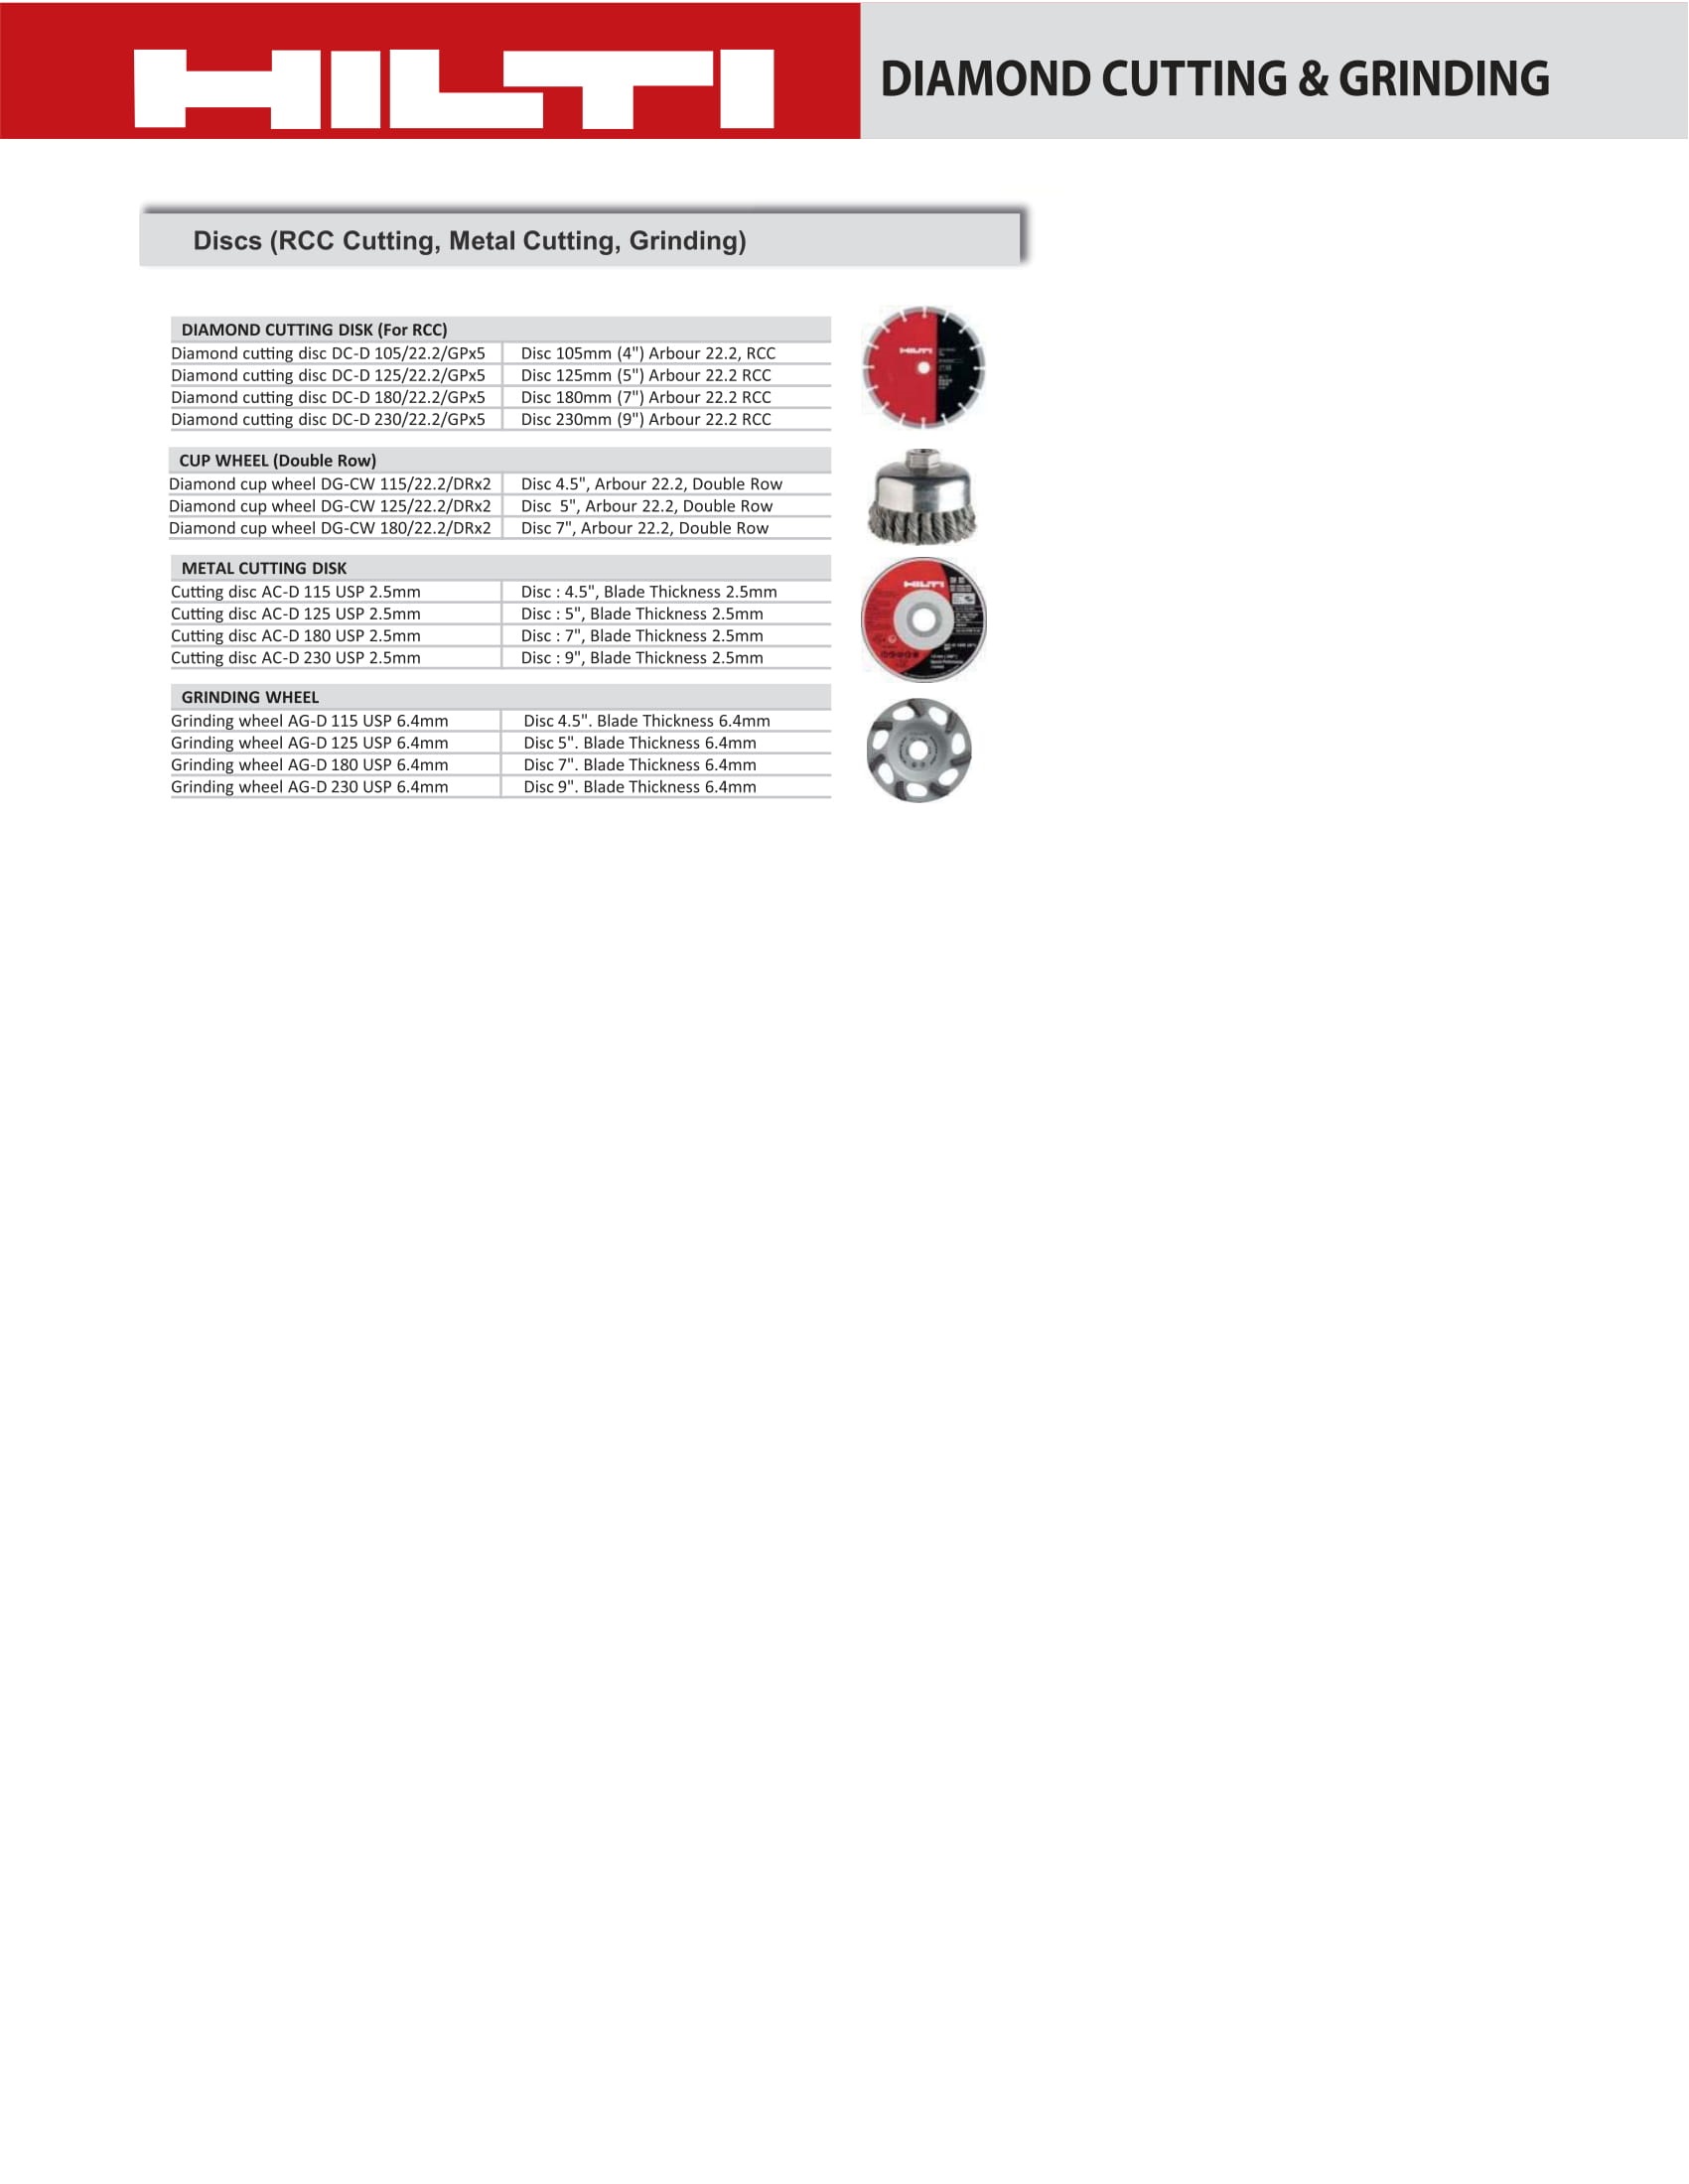 HILTI
DIAMOND CUTTING & GRINDING
Discs (RCC Cutting, Metal Cutting, Grinding)
DIAMOND CUTTING DISK (For RCC)
Diamond cutting disc DC-D 105/22.2/GPx5 Disc 105mm (4") Arbour 22.2, RCC
Diamond cutting disc DC-D 125/22.2/GPx5 Disc 125mm (5") Arbour 22.2 RCC
Diamond cutting disc DC-D 180/22.2/GPx5 Disc 180mm (7") Arbour 22.2 RCC
Diamond cutting disc DC-D 230/22.2/GPx5 Disc 230mm (9") Arbour 22.2 RCC
HILTI
CUP WHEEL (Double Row)
Diamond cup wheel DG-CW 115/22.2/DRx2 Disc 4.5", Arbour 22.2, Double Row
Diamond cup wheel DG-CW 125/22.2/DRx2 Disc 5", Arbour 22.2, Double Row
Diamond cup wheel DG-CW 180/22.2/DRx2 Disc 7", Arbour 22.2, Double Row
METAL CUTTING DISK
Cutting disc AC-D 115 USP 2.5mm Disc : 4.5", Blade Thickness 2.5mm
Cutting disc AC-D 125 USP 2.5mm Disc : 5", Blade Thickness 2.5mm
Cutting disc AC-D 180 USP 2.5mm Disc : 7", Blade Thickness 2.5mm
Cutting disc AC-D 230 USP 2.5mm Disc : 9", Blade Thickness 2.5mm
HILTI
GRINDING WHEEL
Grinding wheel AG-D 115 USP 6.4mm Disc 4.5". Blade Thickness 6.4mm
Grinding wheel AG-D 125 USP 6.4mm Disc 5". Blade Thickness 6.4mm
Grinding wheel AG-D 180 USP 6.4mm Disc 7". Blade Thickness 6.4mm
Grinding wheel AG-D 230 USP 6.4mm Disc 9". Blade Thickness 6.4mm